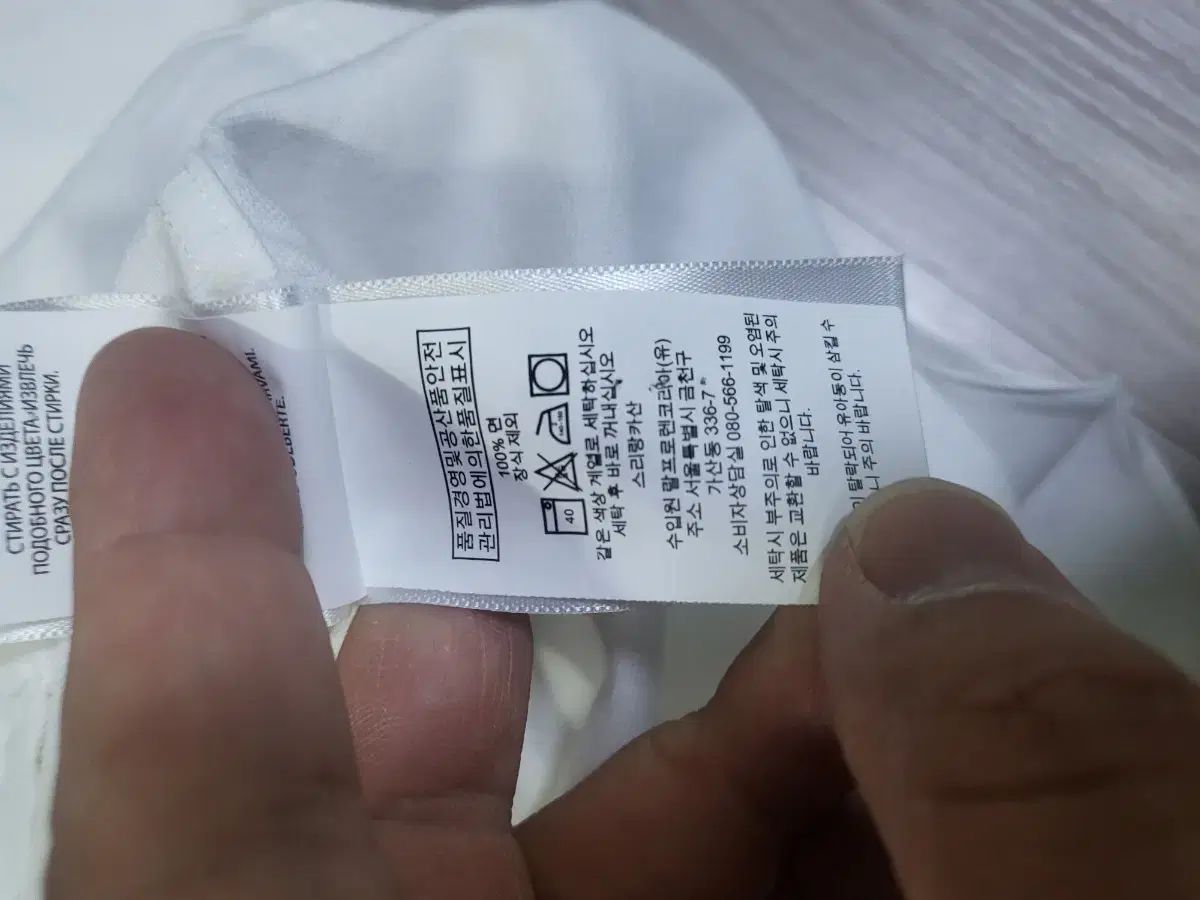 СТИРАТЬ С ИЗДЕЛИЯМИ
ПОДОБНОГО ЦВЕТА-ИЗВЛЕЧЬ
СРАЗУ ПОСЛЕ СТИРКИ.
품질경영및공산품안전
관리법에의한품질표시
100% 면
장식 제외
40
같은 색상 계열로 세탁하십시오
세탁 후 바로 꺼내십시오
스리랑카산
수입원 랄프로렌코리아(유)
주소 서울특별시 금천구
가산동 336-7
소비자상담실 080-566-1199
세탁시 부주의로 인한 탈색 및 오염된
제품은 교환할 수 없으니 세탁시 주의
바랍니다.
탈락되어 유아동이 삼킬수
니 주의 바랍니다.